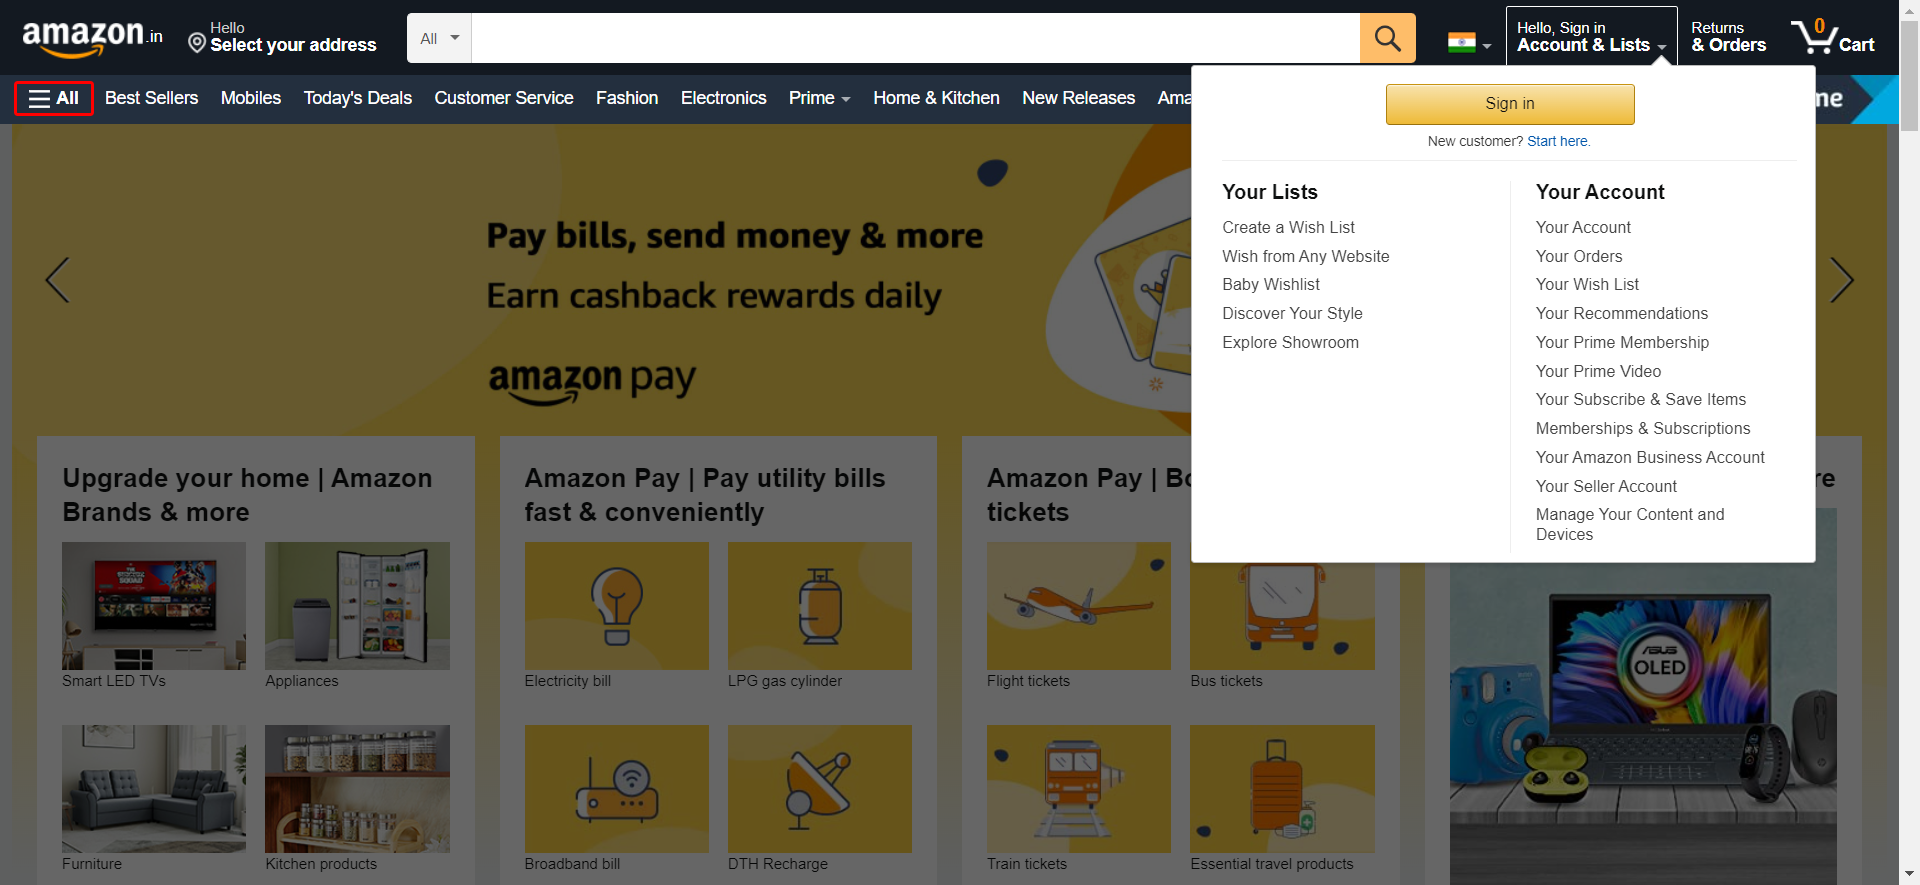 amazon.in
Hello
Select your address
All
Hello, Sign in
Account & Lists
Returns
& Orders
0
Cart
All
Best Sellers
Mobiles
Today's Deals
Customer Service
Fashion
Electronics
Prime
Home & Kitchen
New Releases
Ama
me
Sign in
New customer? Start here.
Your Lists
Create a Wish List
Wish from Any Website
Baby Wishlist
Discover Your Style
Explore Showroom
Your Account
Your Account
Your Orders
Your Wish List
Your Recommendations
Your Prime Membership
Your Prime Video
Your Subscribe & Save Items
Memberships & Subscriptions
Your Amazon Business Account
Your Seller Account
Manage Your Content and
Devices
Pay bills, send money & more
Earn cashback rewards daily
amazon pay
Upgrade your home | Amazon
Brands & more
Smart LED TVs
Appliances
Furniture
Kitchen products
Amazon Pay | Pay utility bills
fast & conveniently
Electricity bill
LPG gas cylinder
Broadband bill
DTH Recharge
Amazon Pay | Bo
tickets
Flight tickets
Bus tickets
Train tickets
Essential travel products
re
ASUS
OLED